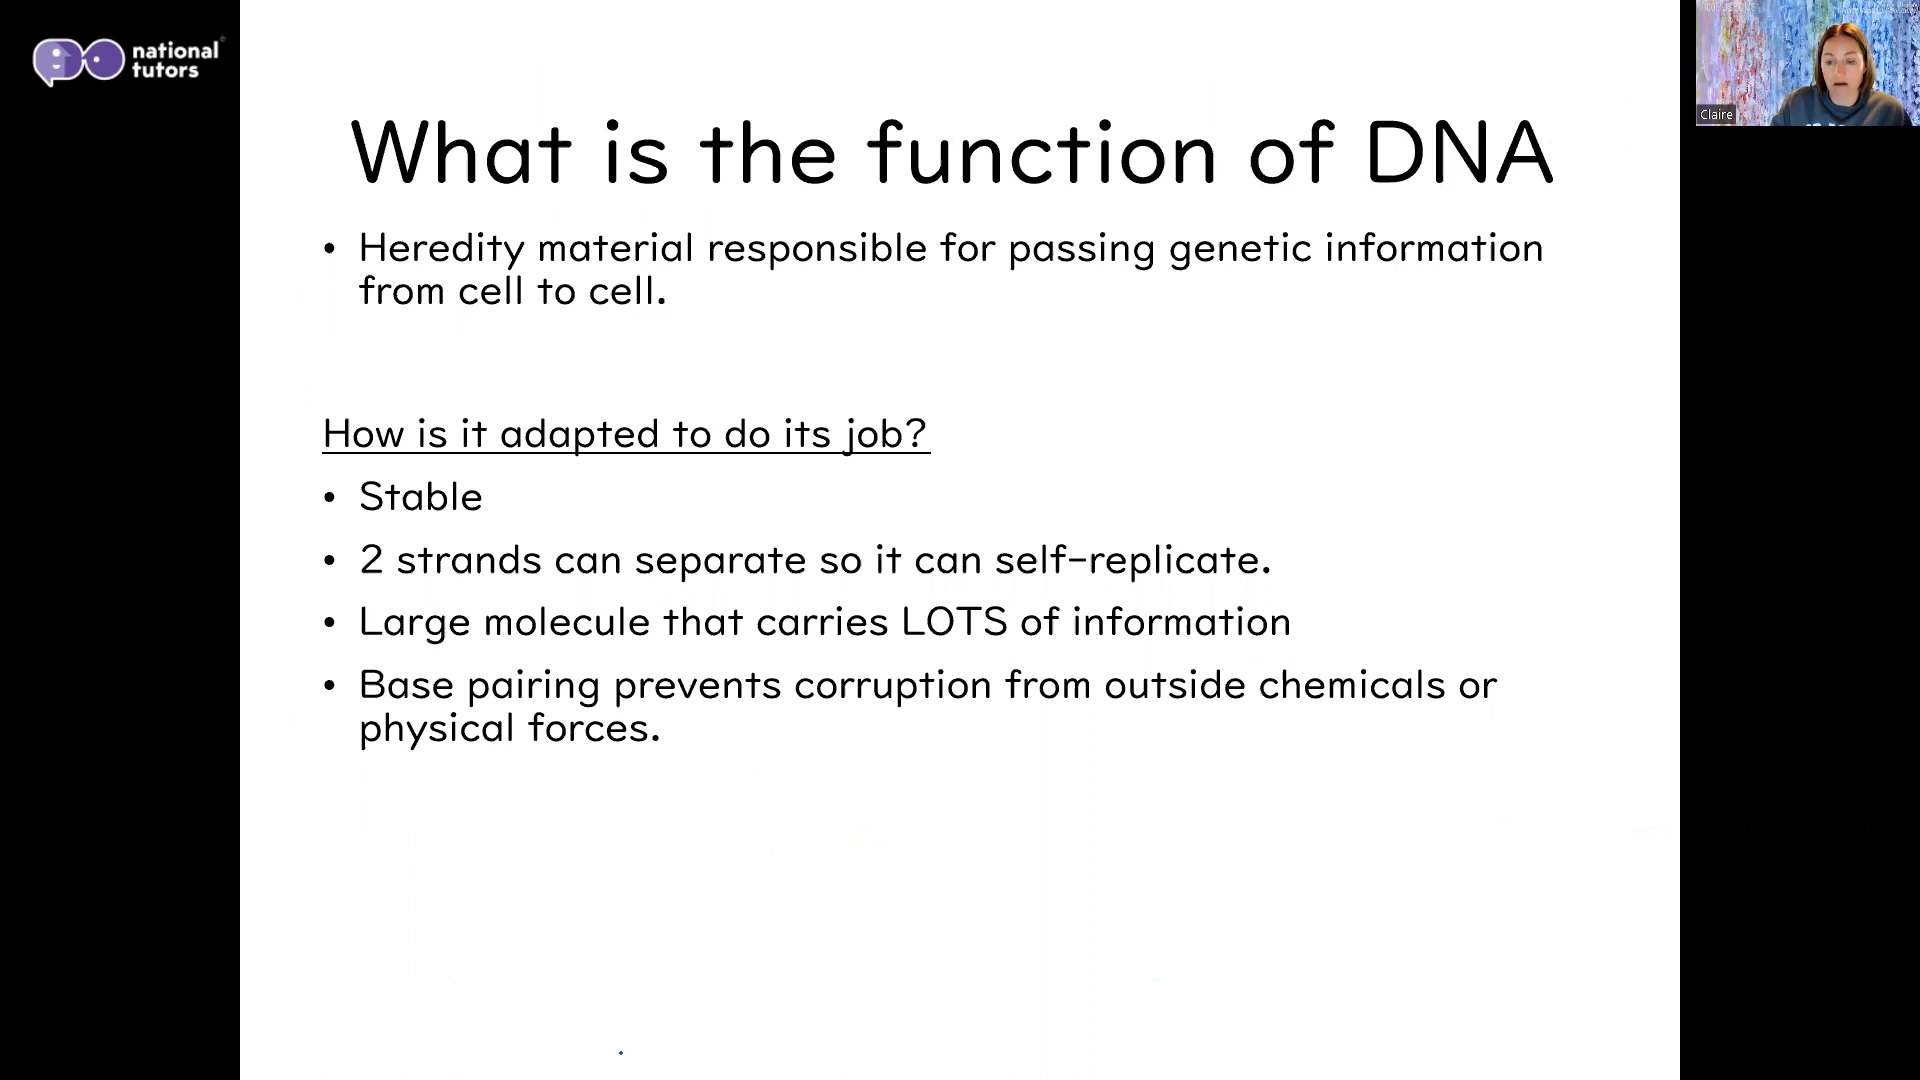 national
tutors
What is the function of DNA
• Heredity material responsible for passing genetic information
from cell to cell.
How is it adapted to do its job?
• Stable
• 2 strands can separate so it can self-replicate.
• Large molecule that carries LOTS of information
• Base pairing prevents corruption from outside chemicals or
physical forces.
Claire